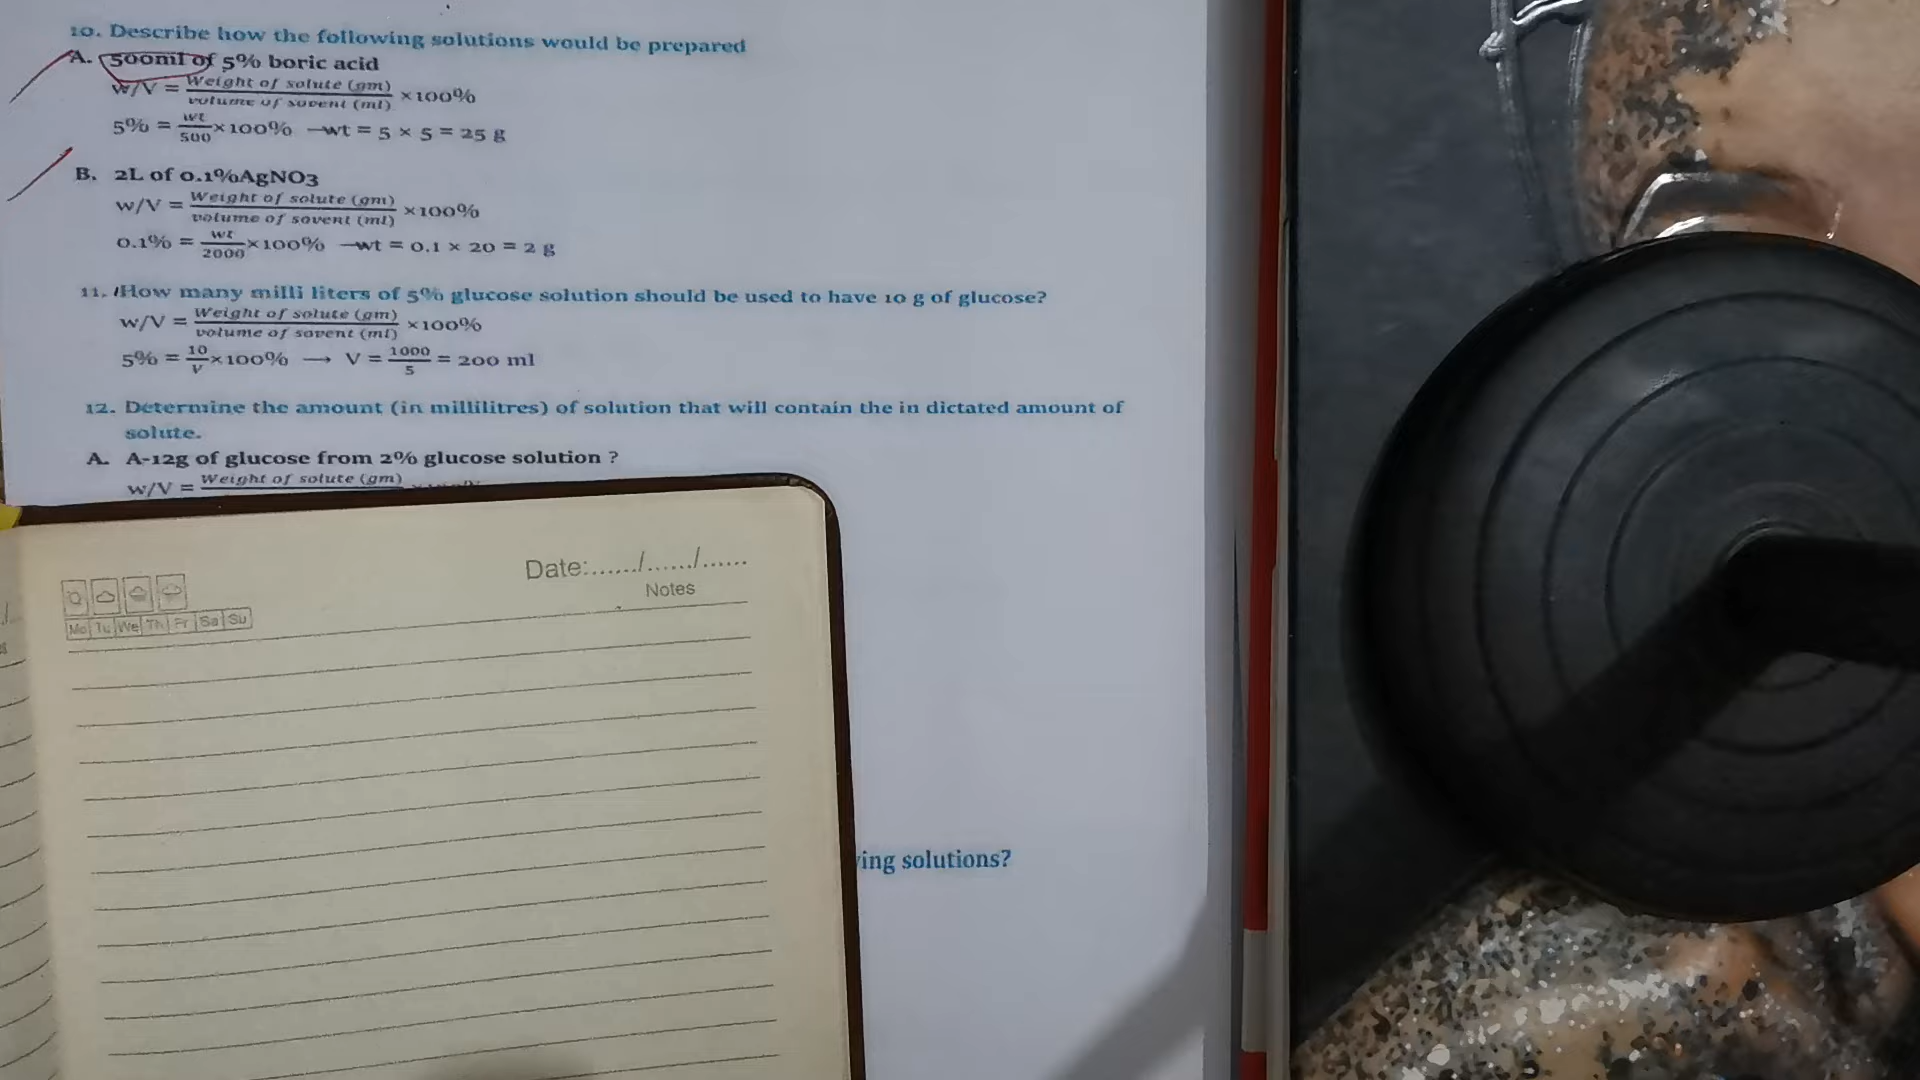 10. Describe how the following solutions would be prepared
A. 500ml of 5% boric acid
w/V = Weight of solute (gm) / volume of sovent (ml) ×100%
5% = wt/500 ×100% →wt = 5 × 5 = 25 g
B. 2L of 0.1%AgNO3
w/V = Weight of solute (gm) / volume of sovent (ml) ×100%
0.1% = wt/2000 ×100% →wt = 0.1 × 20 = 2 g
11. How many milli liters of 5% glucose solution should be used to have 10 g of glucose?
w/V = Weight of solute (gm) / volume of sovent (ml) ×100%
5% = 10/V ×100% → V = 1000/5 = 200 ml
12. Determine the amount (in millilitres) of solution that will contain the in dictated amount of
solute.
A. A-12g of glucose from 2% glucose solution ?
w/V = Weight of solute (gm)
Date:....../....../......
Notes
Mo Tu We Th Fr Sa Su
ing solutions?